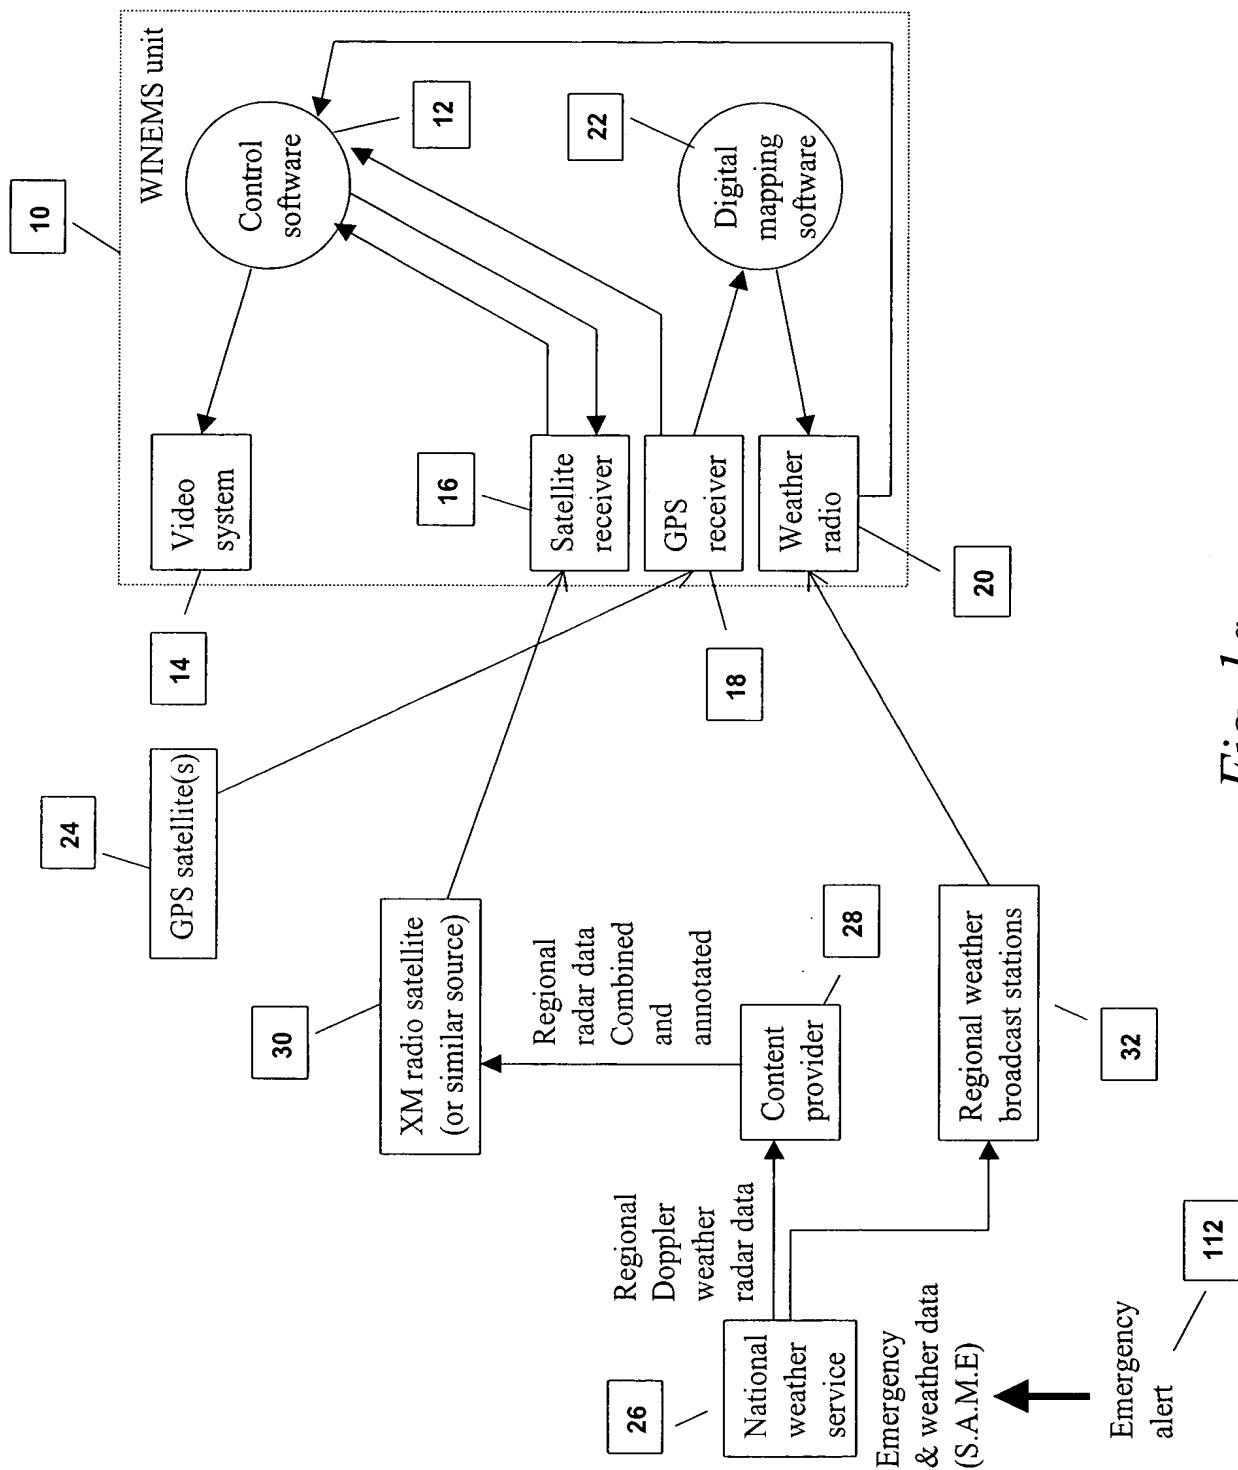 10
WINEMS unit
Control
software
12
22
Digital
mapping
software
Video
system
14
16
Satellite
receiver
GPS
receiver
18
Weather
radio
20
24
GPS satellite(s)
30
XM radio satellite
(or similar source)
Regional
radar data
Combined
and
annotated
28
Content
provider
Regional weather
broadcast stations
32
Regional
Doppler
weather
radar data
26
National
weather
service
Emergency
& weather data
(S.A.M.E)
Emergency
alert
112